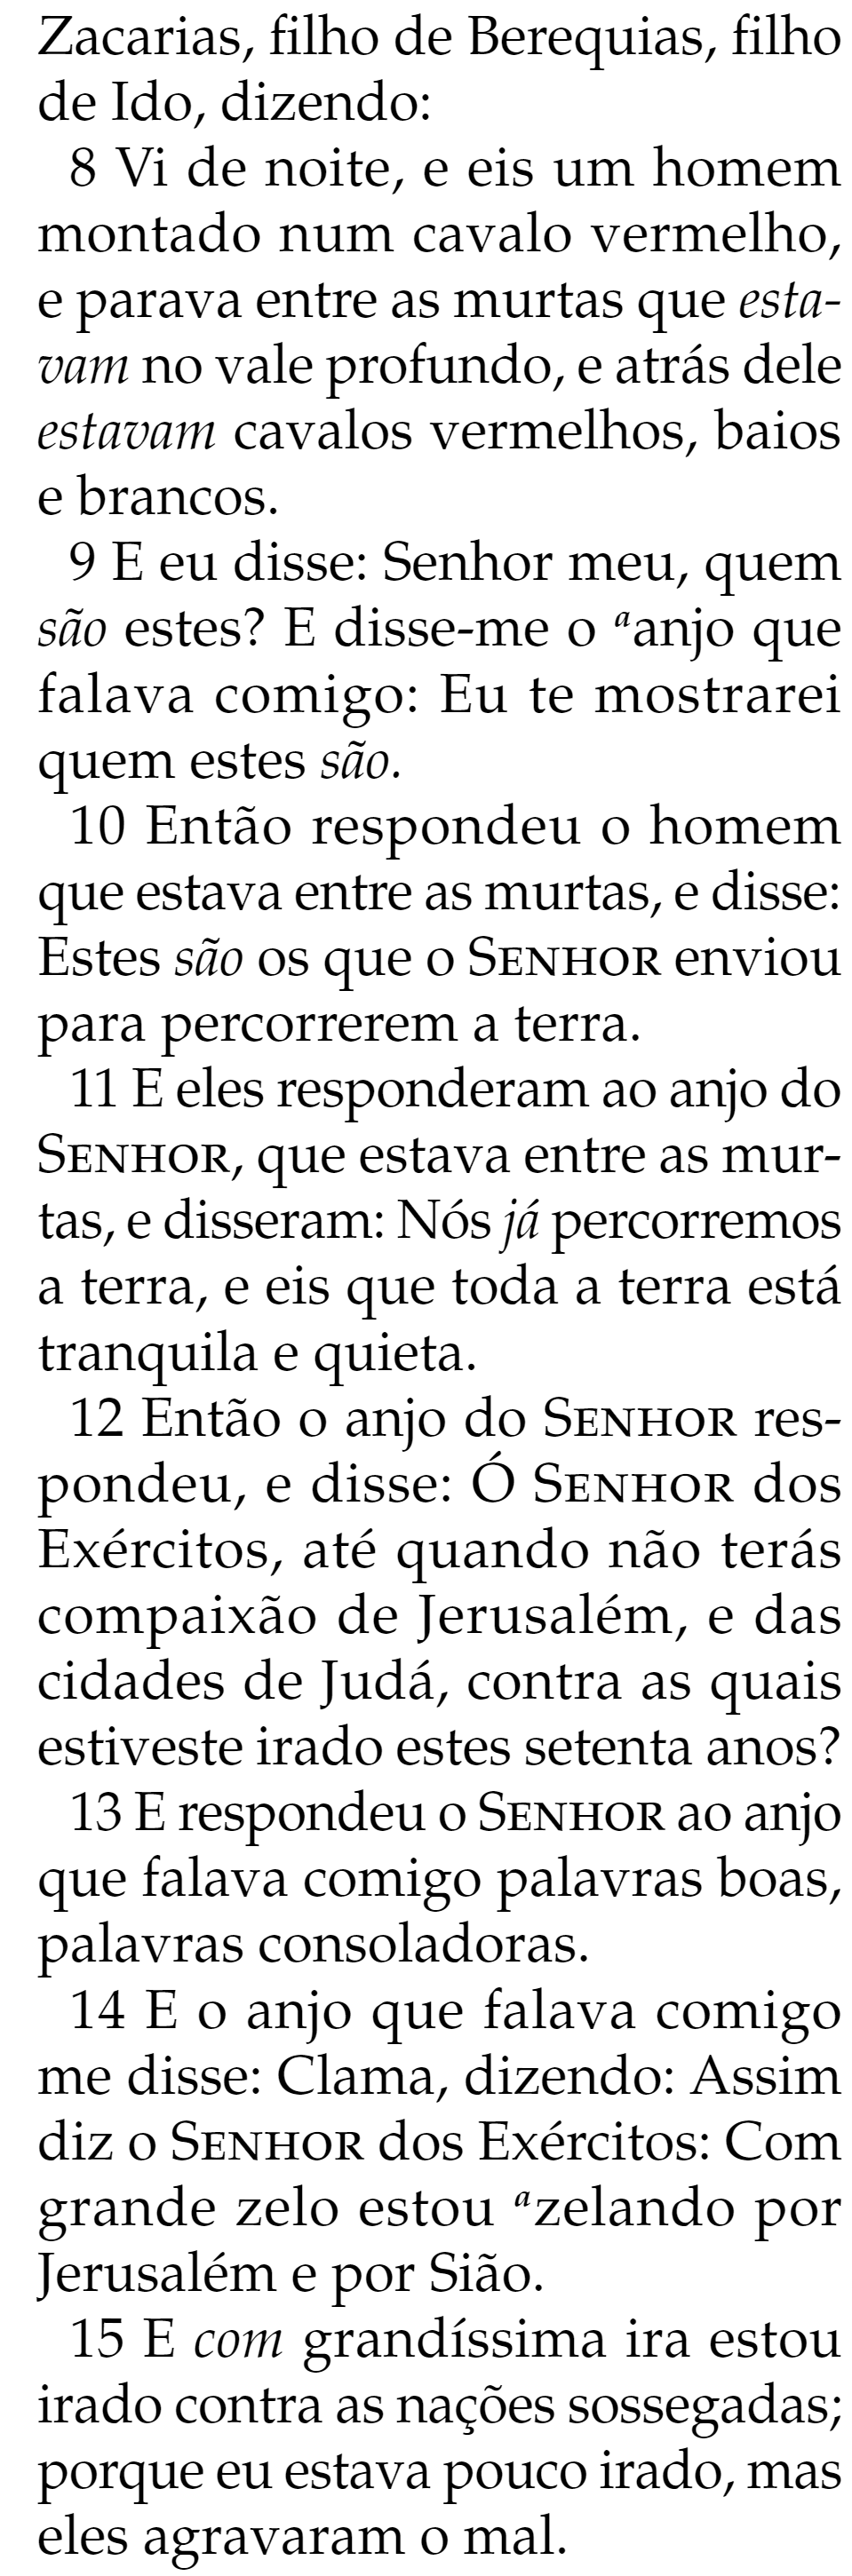 Zacarias, filho de Berequias, filho
de Ido, dizendo:
8 Vi de noite, e eis um homem
montado num cavalo vermelho,
e parava entre as murtas que esta-
vam no vale profundo, e atrás dele
estavam cavalos vermelhos, baios
e brancos.
9 E eu disse: Senhor meu, quem
são estes? E disse-me o ᵃanjo que
falava comigo: Eu te mostrarei
quem estes são.
10 Então respondeu o homem
que estava entre as murtas, e disse:
Estes são os que o SENHOR enviou
para percorrerem a terra.
11 E eles responderam ao anjo do
SENHOR, que estava entre as mur-
tas, e disseram: Nós já percorremos
a terra, e eis que toda a terra está
tranquila e quieta.
12 Então o anjo do SENHOR res-
pondeu, e disse: Ó SENHOR dos
Exércitos, até quando não terás
compaixão de Jerusalém, e das
cidades de Judá, contra as quais
estiveste irado estes setenta anos?
13 E respondeu o SENHOR ao anjo
que falava comigo palavras boas,
palavras consoladoras.
14 E o anjo que falava comigo
me disse: Clama, dizendo: Assim
diz o SENHOR dos Exércitos: Com
grande zelo estou ᵃzelando por
Jerusalém e por Sião.
15 E com grandíssima ira estou
irado contra as nações sossegadas;
porque eu estava pouco irado, mas
eles agravaram o mal.